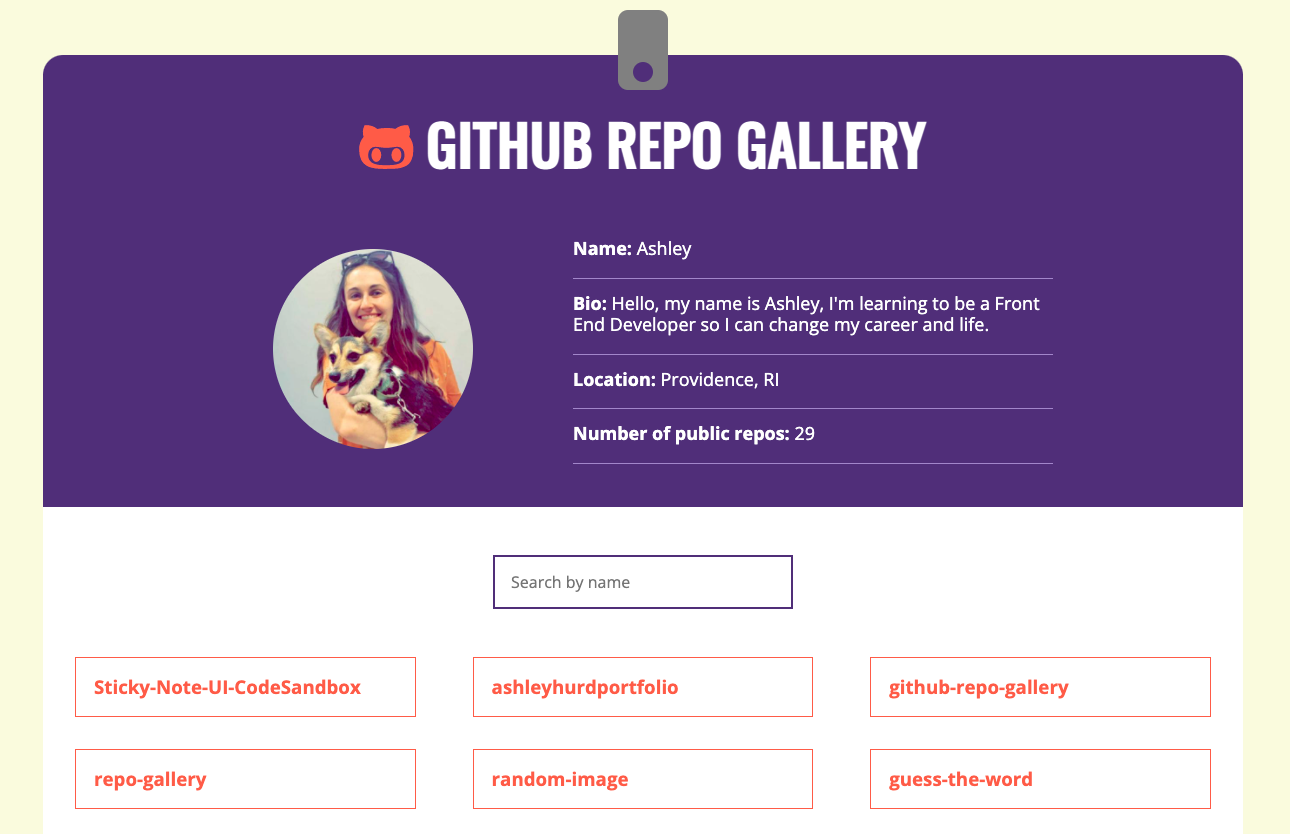 GITHUB REPO GALLERY
Name: Ashley
Bio: Hello, my name is Ashley, I'm learning to be a Front
End Developer so I can change my career and life.
Location: Providence, RI
Number of public repos: 29
Search by name
Sticky-Note-UI-CodeSandbox
ashleyhurdportfolio
github-repo-gallery
repo-gallery
random-image
guess-the-word